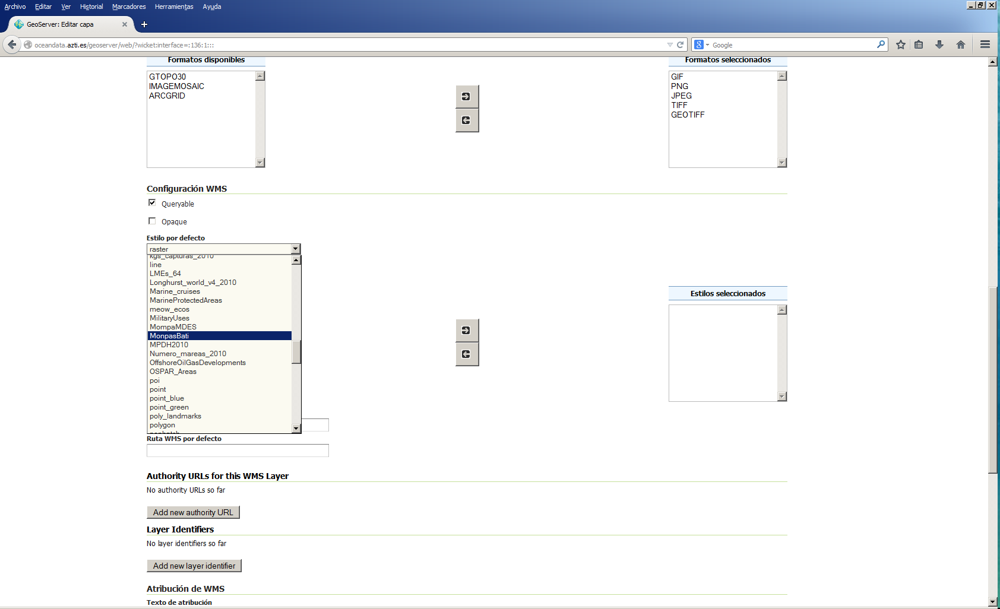 Archivo Editar Ver Historial Marcadores Herramientas Ayuda
GeoServer: Editar capa
oceandata.azti.es/geoserver/web/?wicket:interface=:136:1:::
Google
Formatos disponibles
Formatos seleccionados
GTOPO30
IMAGEMOSAIC
ARCGRID
GIF
PNG
JPEG
TIFF
GEOTIFF
Configuración WMS
Queryable
Opaque
Estilo por defecto
raster
kgs_capturas_2010
line
LMEs_64
Longhurst_world_v4_2010
Marine_cruises
MarineProtectedAreas
meow_ecos
MilitaryUses
MompaMDES
MonpasBati
MPDH2010
Numero_mareas_2010
OffshoreOilGasDevelopments
OSPAR_Areas
poi
point
point_blue
point_green
poly_landmarks
polygon
Estilos seleccionados
Ruta WMS por defecto
Authority URLs for this WMS Layer
No authority URLs so far
Add new authority URL
Layer Identifiers
No layer identifiers so far
Add new layer identifier
Atribución de WMS
Texto de atribución